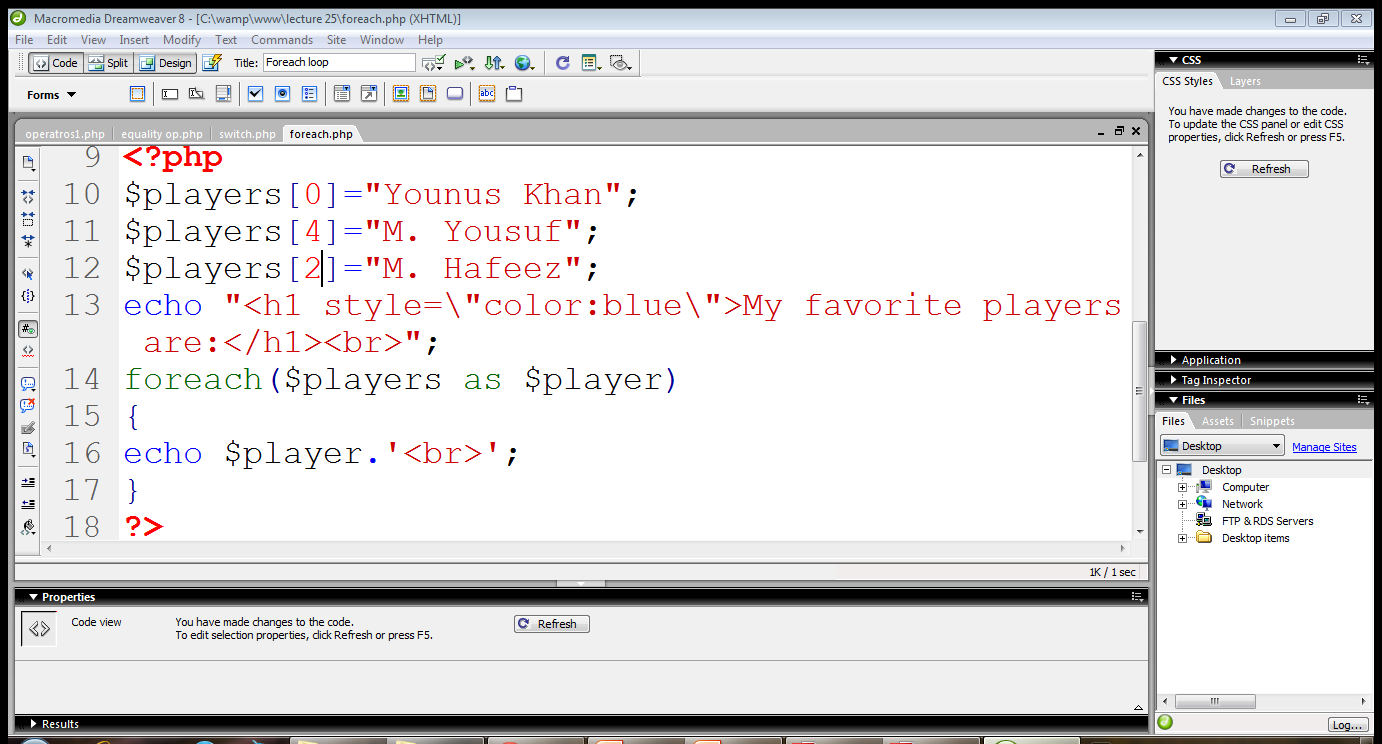 Macromedia Dreamweaver 8 - [C:\wamp\www\lecture 25\foreach.php (XHTML)]
File Edit View Insert Modify Text Commands Site Window Help
Code Split Design Title: Foreach loop
Forms
abc
operatros1.php equality op.php switch.php foreach.php
9 <?php
10 $players[0]="Younus Khan";
11 $players[4]="M. Yousuf";
12 $players[2]="M. Hafeez";
13 echo "<h1 style=\"color:blue\">My favorite players
are:</h1><br>";
14 foreach($players as $player)
15 {
16 echo $player.'<br>';
17 }
18 ?>
1K / 1 sec
Properties
Code view
You have made changes to the code.
To edit selection properties, click Refresh or press F5.
Refresh
Results
CSS
CSS Styles Layers
You have made changes to the code.
To update the CSS panel or edit CSS
properties, click Refresh or press F5.
Refresh
Application
Tag Inspector
Files
Files Assets Snippets
Desktop Manage Sites
Desktop
Computer
Network
FTP & RDS Servers
Desktop items
Log...